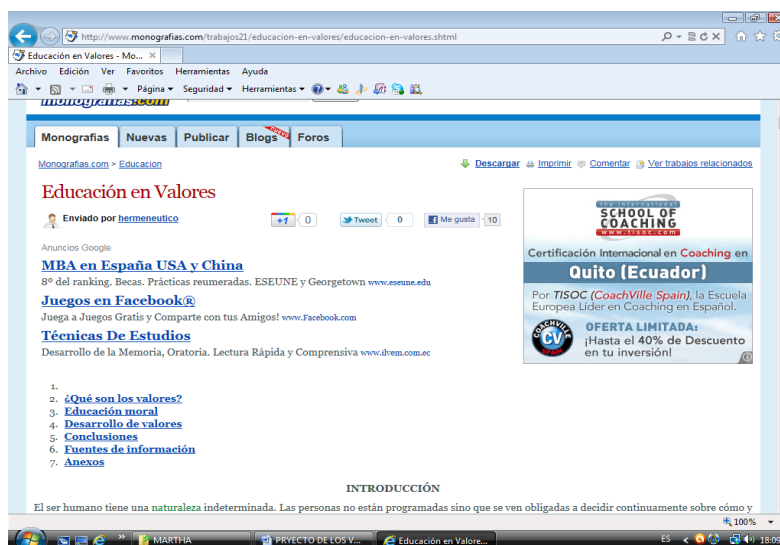 http://www.monografias.com/trabajos21/educacion-en-valores/educacion-en-valores.shtml
Educación en Valores - Mo...
Archivo Edición Ver Favoritos Herramientas Ayuda
Página Seguridad Herramientas
monografias.com
Monografias Nuevas Publicar Blogs Nuevo Foros
Monografias.com > Educacion
Descargar Imprimir Comentar Ver trabajos relacionados
Educación en Valores
Enviado por hermeneutico
+1 0 Tweet 0 Me gusta 10
Anuncios Google
MBA en España USA y China
8º del ranking. Becas. Prácticas reumeradas. ESEUNE y Georgetown www.eseune.edu
Juegos en Facebook®
Juega a Juegos Gratis y Comparte con tus Amigos! www.Facebook.com
Técnicas De Estudios
Desarrollo de la Memoria, Oratoria. Lectura Rápida y Comprensiva www.ilvem.com.ec
the international
SCHOOL OF
COACHING
www.tisoc.com
Certificación Internacional en Coaching en
Quito (Ecuador)
Por TISOC (CoachVille Spain), la Escuela
Europea Líder en Coaching en Español.
COACHVILLE
CV
SPAIN
OFERTA LIMITADA:
¡Hasta el 40% de Descuento
en tu inversión!
1.
2. ¿Qué son los valores?
3. Educación moral
4. Desarrollo de valores
5. Conclusiones
6. Fuentes de información
7. Anexos
INTRODUCCIÓN
El ser humano tiene una naturaleza indeterminada. Las personas no están programadas sino que se ven obligadas a decidir continuamente sobre cómo y
100%
MARTHA PRYECTO DE LOS V... Educación en Valore... ES 18:09